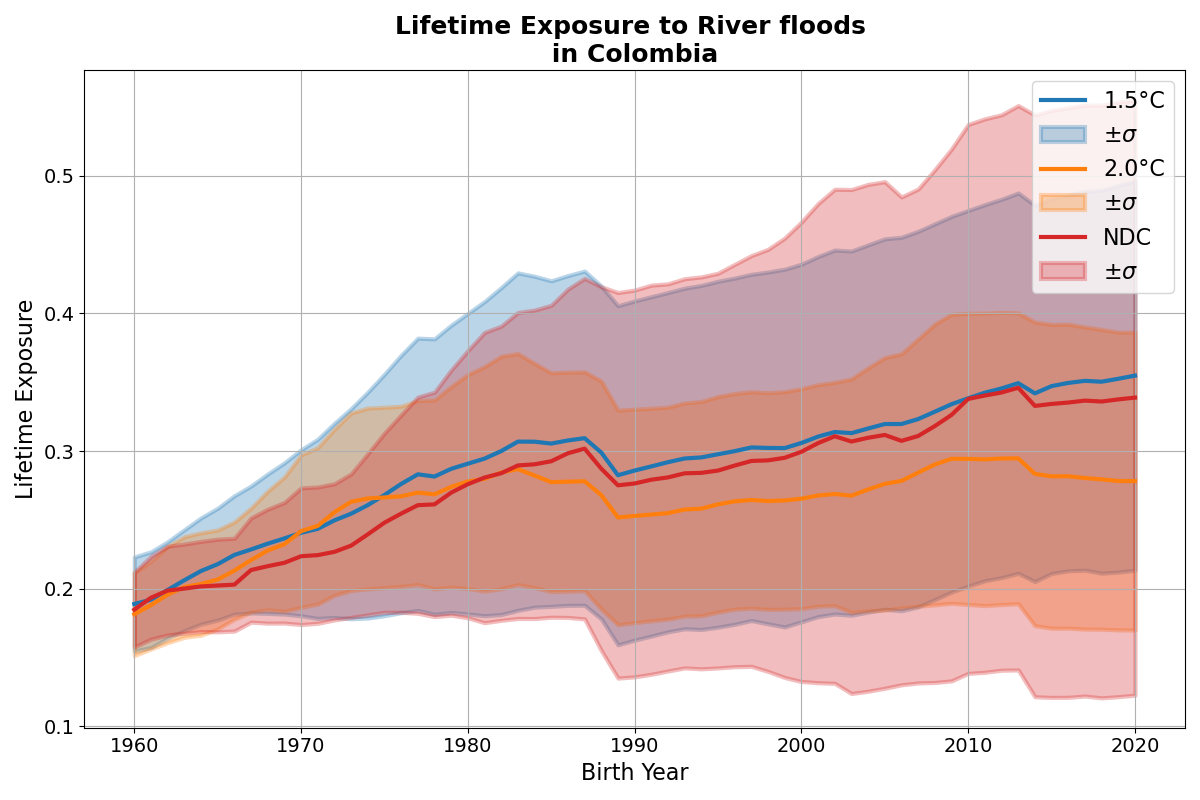 Lifetime Exposure to River floods
in Colombia
Lifetime Exposure
0.5
0.4
0.3
0.2
0.1
1960 1970 1980 1990 2000 2010 2020
Birth Year
1.5°C
±σ
2.0°C
±σ
NDC
±σ